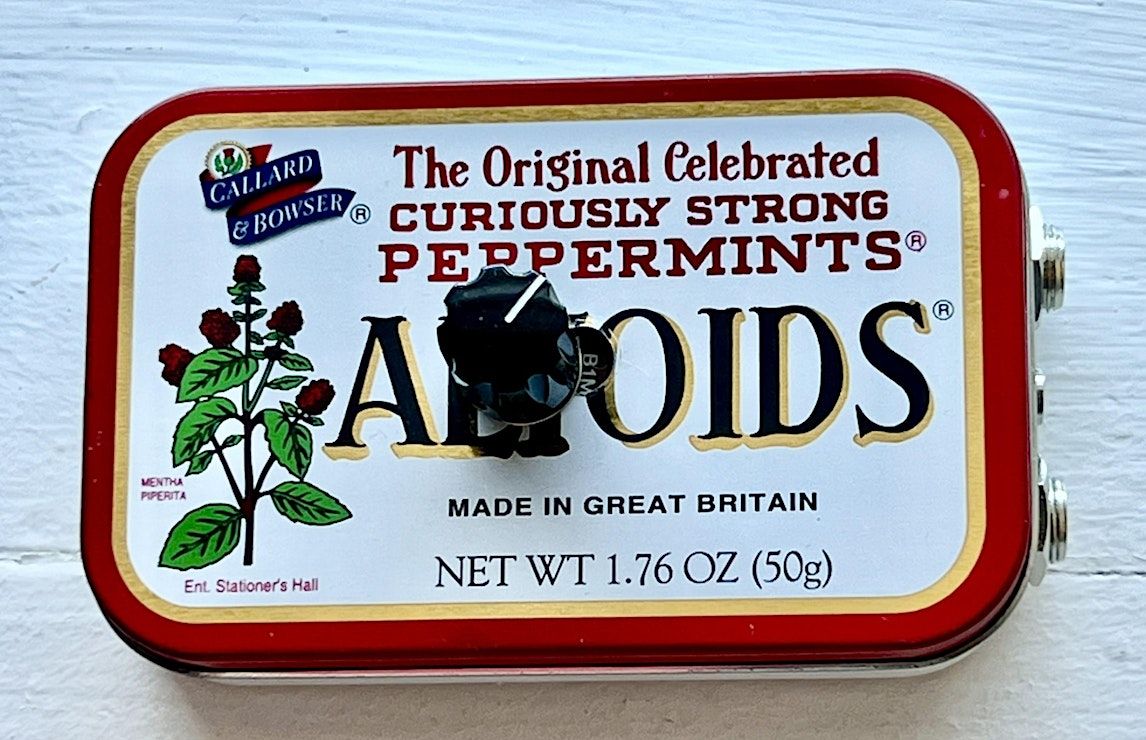 CALLARD
& BOWSER®
The Original Celebrated
CURIOUSLY STRONG
PEPPERMINTS®
A OIDS®
B1M
MENTHA
PIPERITA
MADE IN GREAT BRITAIN
NET WT 1.76 OZ (50g)
Ent. Stationer's Hall